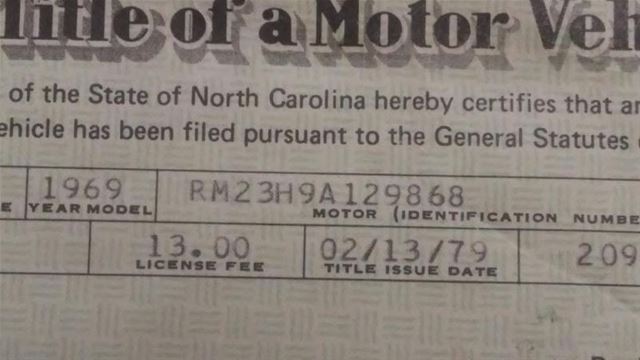 Title of a Motor Veh
of the State of North Carolina hereby certifies that an
ehicle has been filed pursuant to the General Statutes
1969 RM23H9A129868
E YEAR MODEL MOTOR (IDENTIFICATION NUMBE
13.00 02/13/79 209
LICENSE FEE TITLE ISSUE DATE